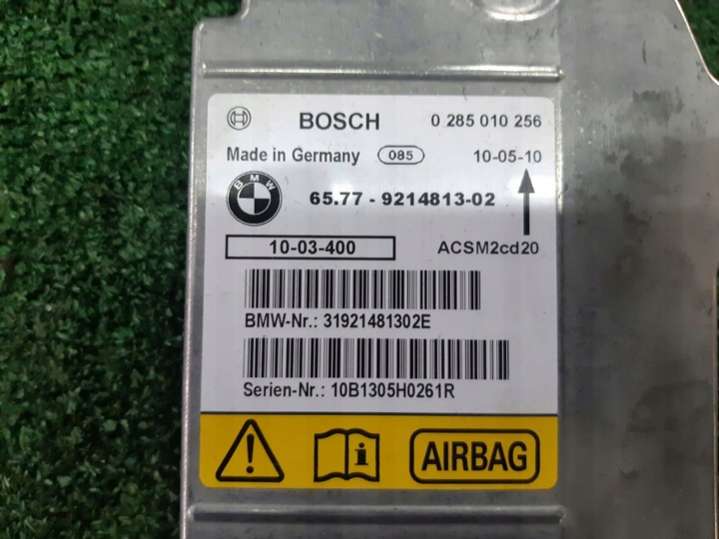 BOSCH 0 285 010 256
Made in Germany 085 10-05-10
BMW 65.77 - 9214813-02
10-03-400 ACSM2cd20
BMW-Nr.: 31921481302E
Serien-Nr.: 10B1305H0261R
i AIRBAG